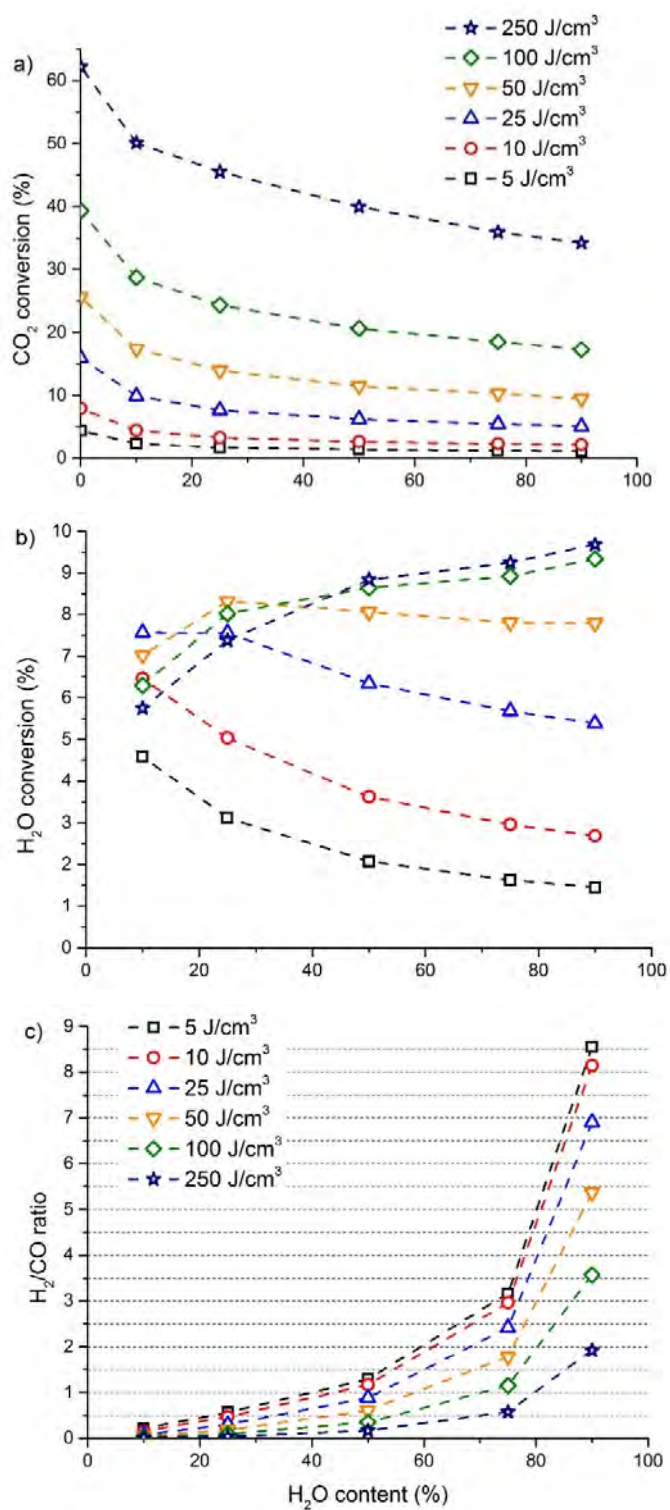 a)
250 J/cm³
100 J/cm³
50 J/cm³
25 J/cm³
10 J/cm³
5 J/cm³
CO₂ conversion (%)
60
50
40
30
20
10
0
0 20 40 60 80 100
b)
H₂O conversion (%)
10
9
8
7
6
5
4
3
2
1
0
0 20 40 60 80 100
c)
5 J/cm³
10 J/cm³
25 J/cm³
50 J/cm³
100 J/cm³
250 J/cm³
H₂/CO ratio
9
8
7
6
5
4
3
2
1
0
0 20 40 60 80 100
H₂O content (%)